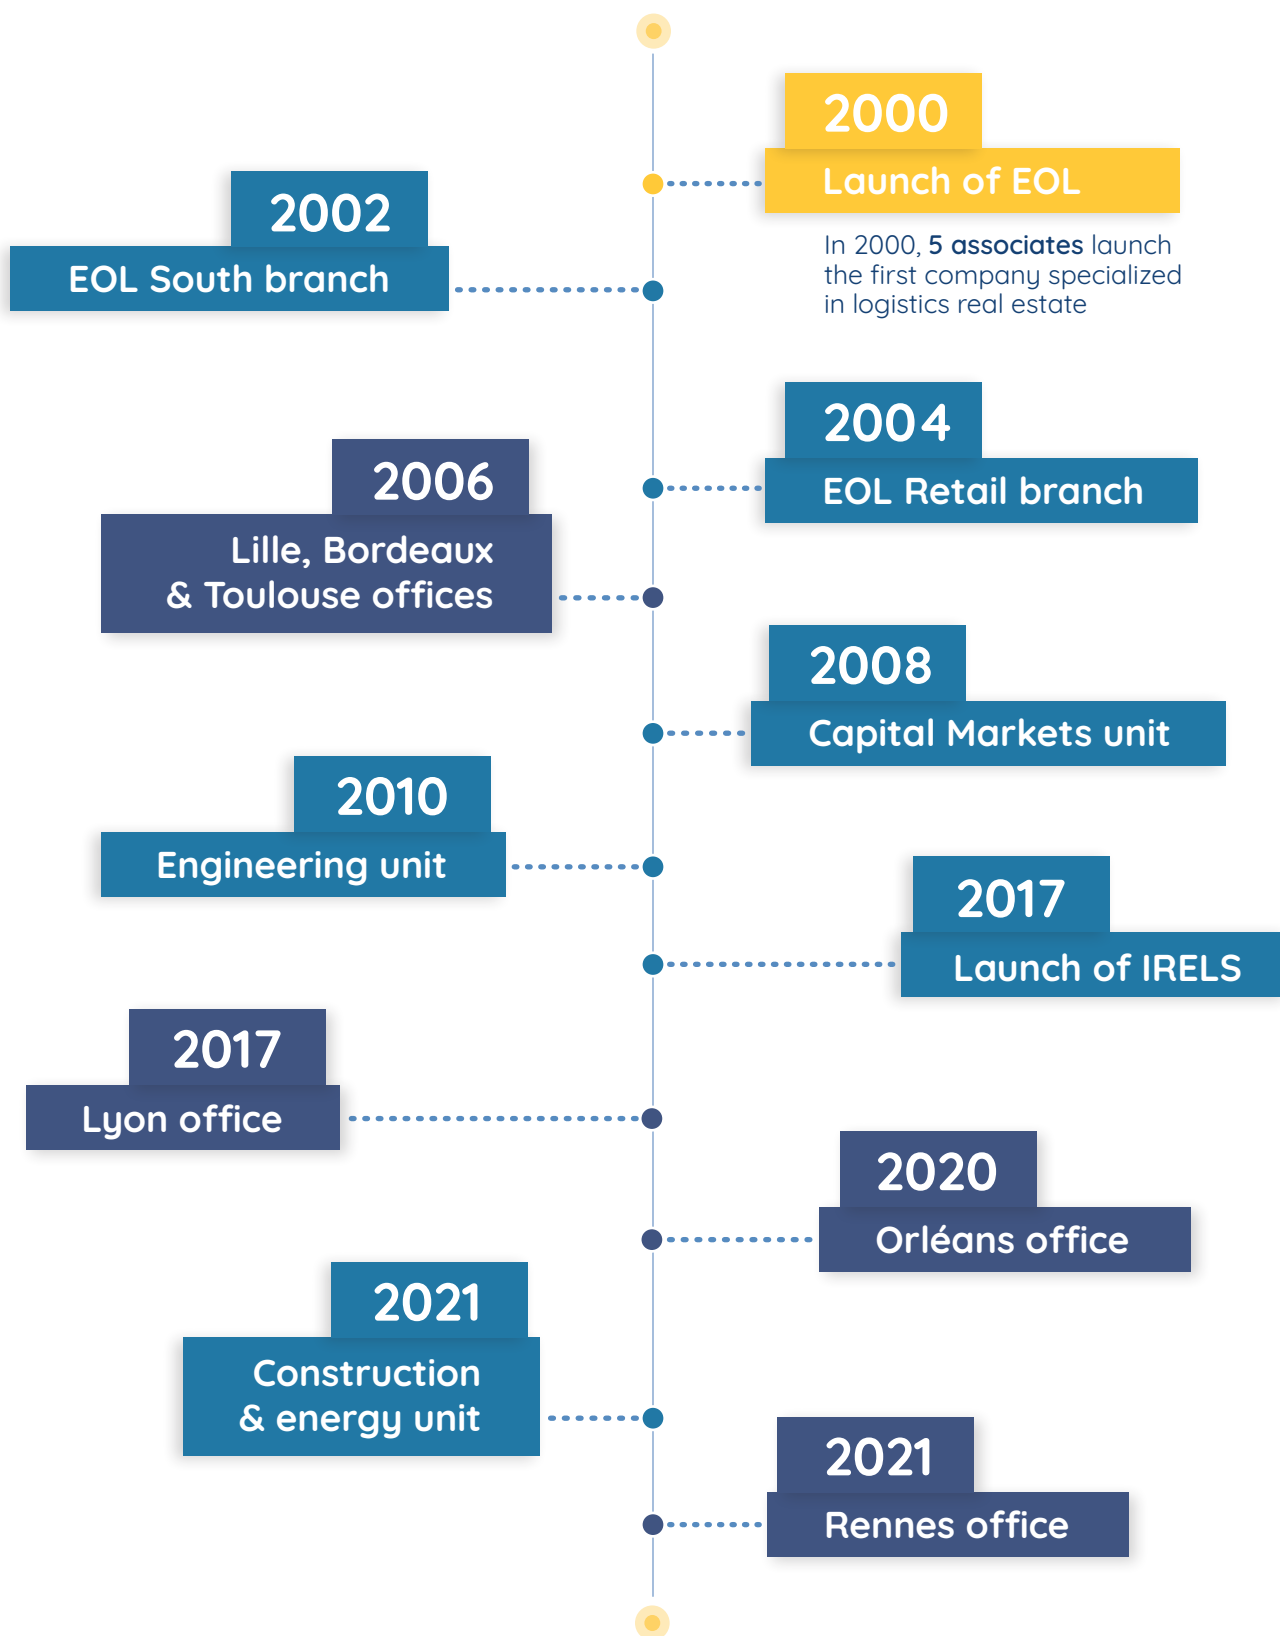 2000
Launch of EOL
In 2000, 5 associates launch
the first company specialized
in logistics real estate
2002
EOL South branch
2004
EOL Retail branch
2006
Lille, Bordeaux
& Toulouse offices
2008
Capital Markets unit
2010
Engineering unit
2017
Launch of IRELS
2017
Lyon office
2020
Orléans office
2021
Construction
& energy unit
2021
Rennes office